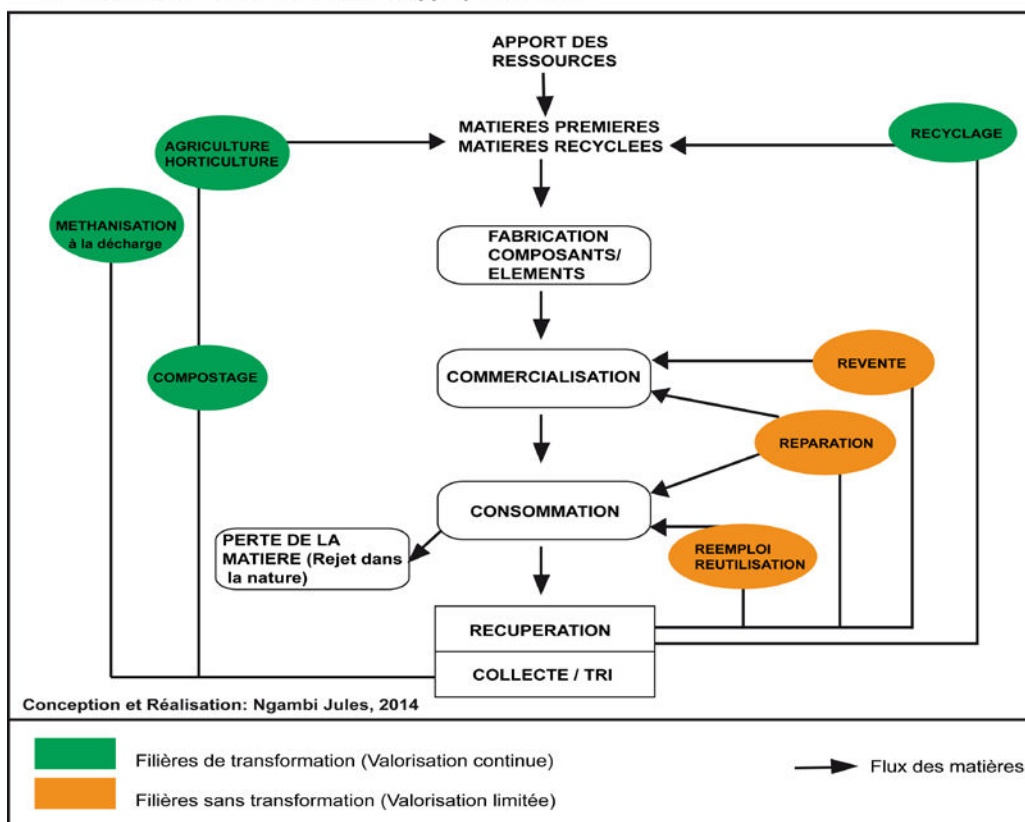 APPORT DES
RESSOURCES
MATIERES PREMIERES
MATIERES RECYCLEES
RECYCLAGE
AGRICULTURE
HORTICULTURE
METHANISATION
à la décharge
FABRICATION
COMPOSANTS/
ELEMENTS
COMPOSTAGE
COMMERCIALISATION
REVENTE
REPARATION
CONSOMMATION
PERTE DE LA
MATIERE (Rejet dans
la nature)
REEMPLOI
REUTILISATION
RECUPERATION
COLLECTE / TRI
Conception et Réalisation: Ngambi Jules, 2014
Filières de transformation (Valorisation continue)
Filières sans transformation (Valorisation limitée)
Flux des matières